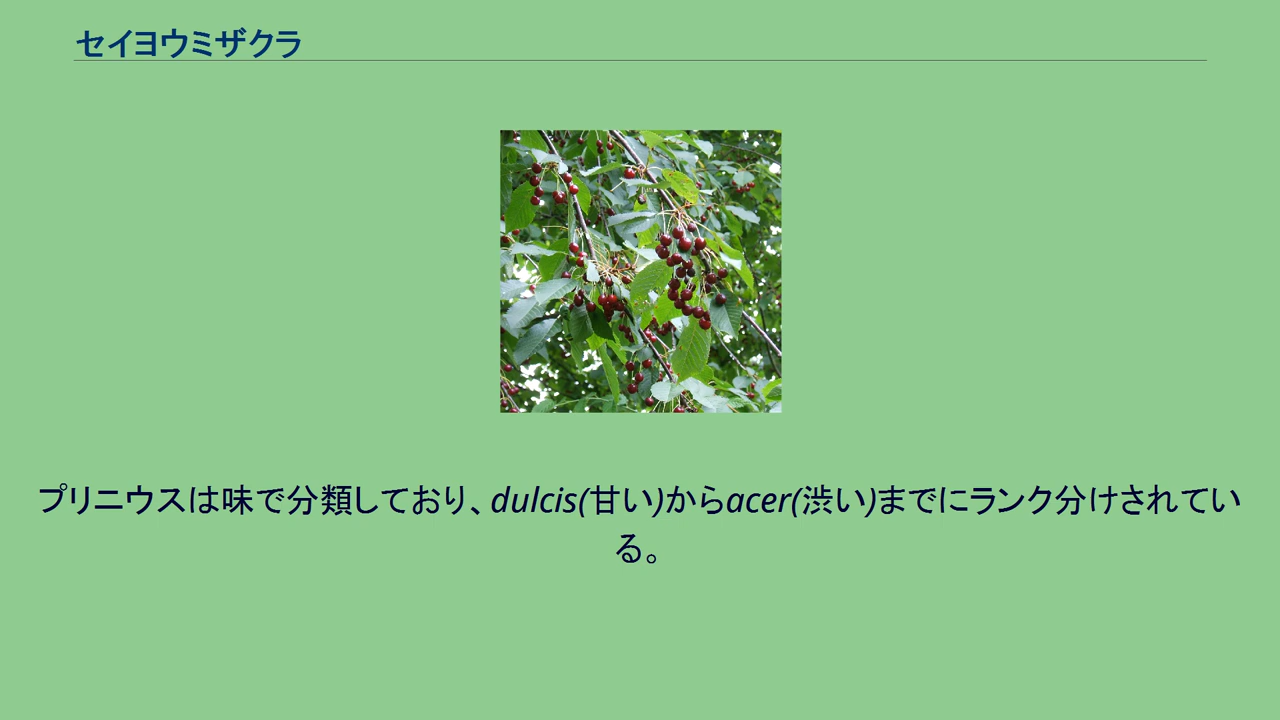 セイヨウミザクラ
プリニウスは味で分類しており、dulcis(甘い)からacer(渋い)までにランク分けされてい
る。